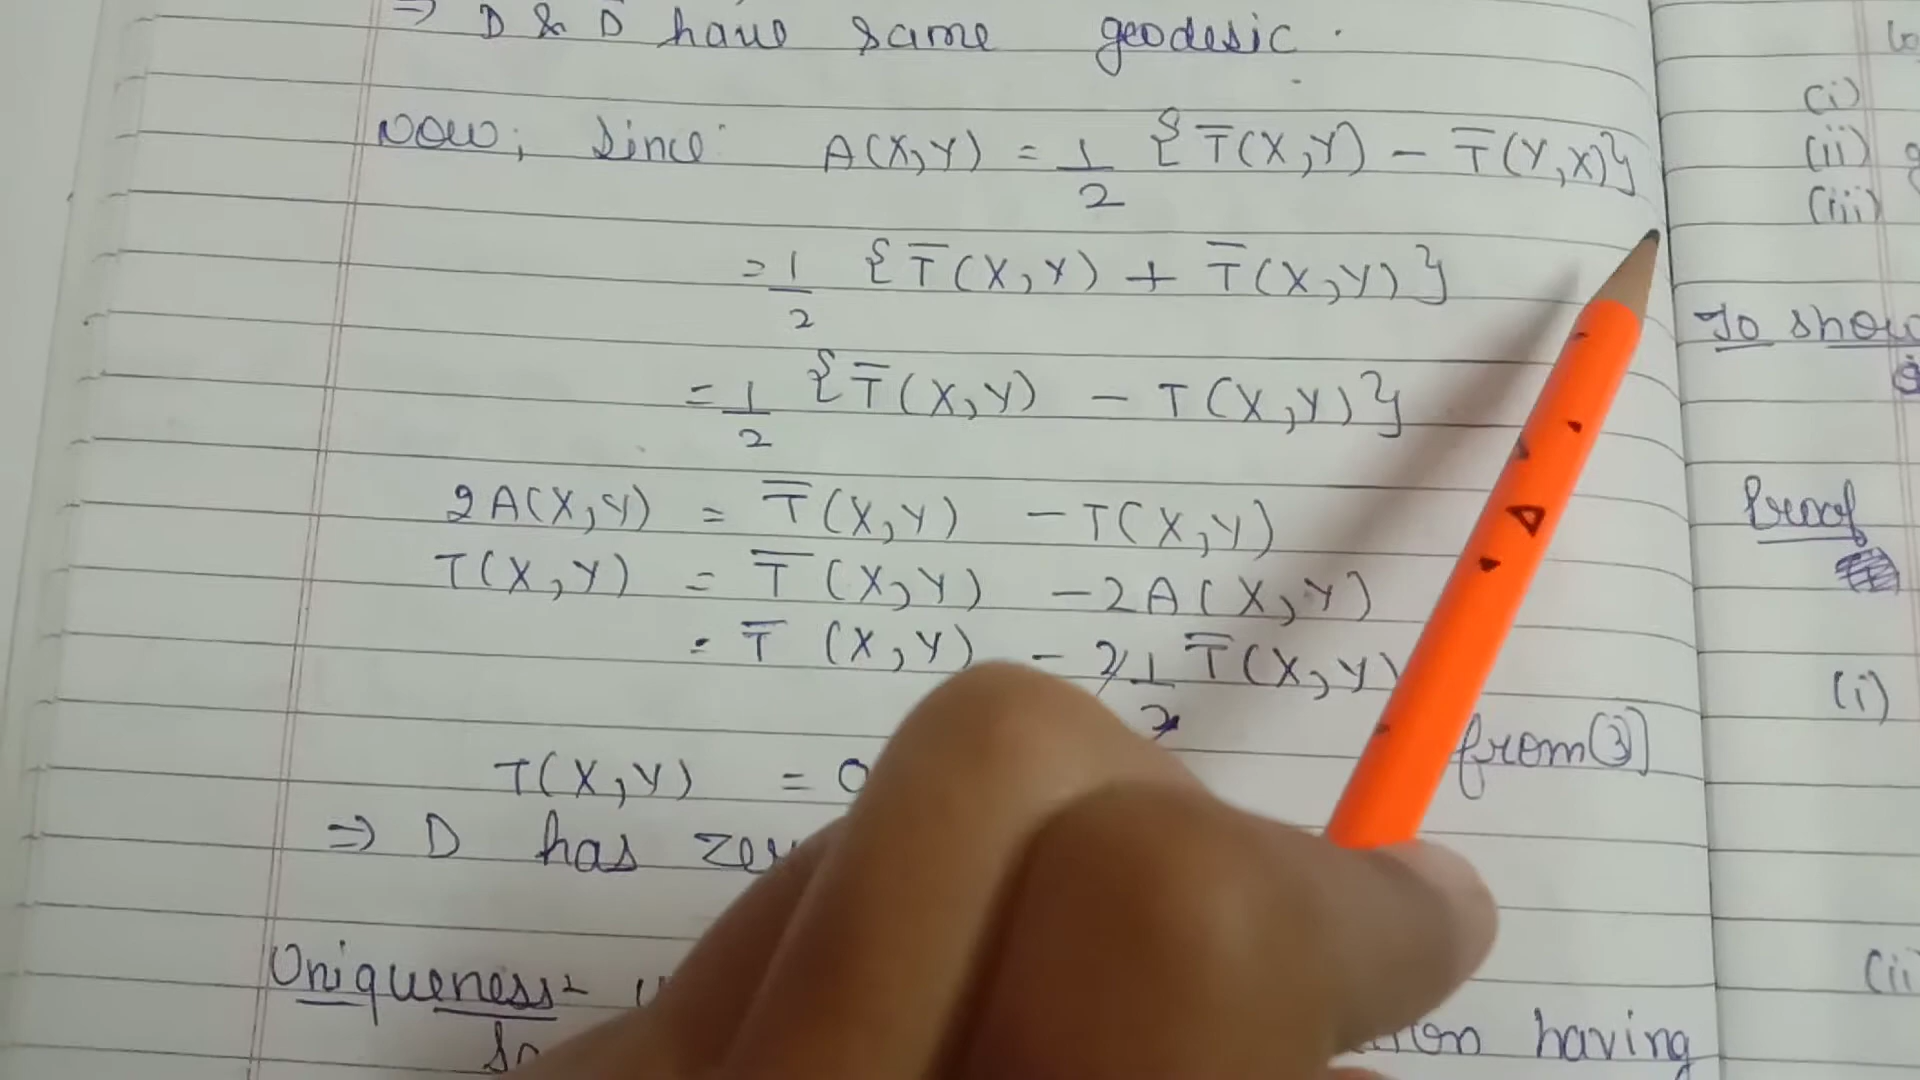 ⇒ D & D̄ have same geodesic.
Now, Since A(X,Y) = 1/2 {T̄(X,Y) - T̄(Y,X)}
= 1/2 {T̄(X,Y) + T̄(X,Y)}
= 1/2 {T̄(X,Y) - T(X,Y)}
2A(X,Y) = T̄(X,Y) - T(X,Y)
T(X,Y) = T̄(X,Y) - 2A(X,Y)
= T̄(X,Y) - 2 1/2 T̄(X,Y)
from (3)
T(X,Y) = 0
⇒ D has
Uniqueness
having
(i)
(ii)
(iii)
To show
Proof
(i)
(ii)